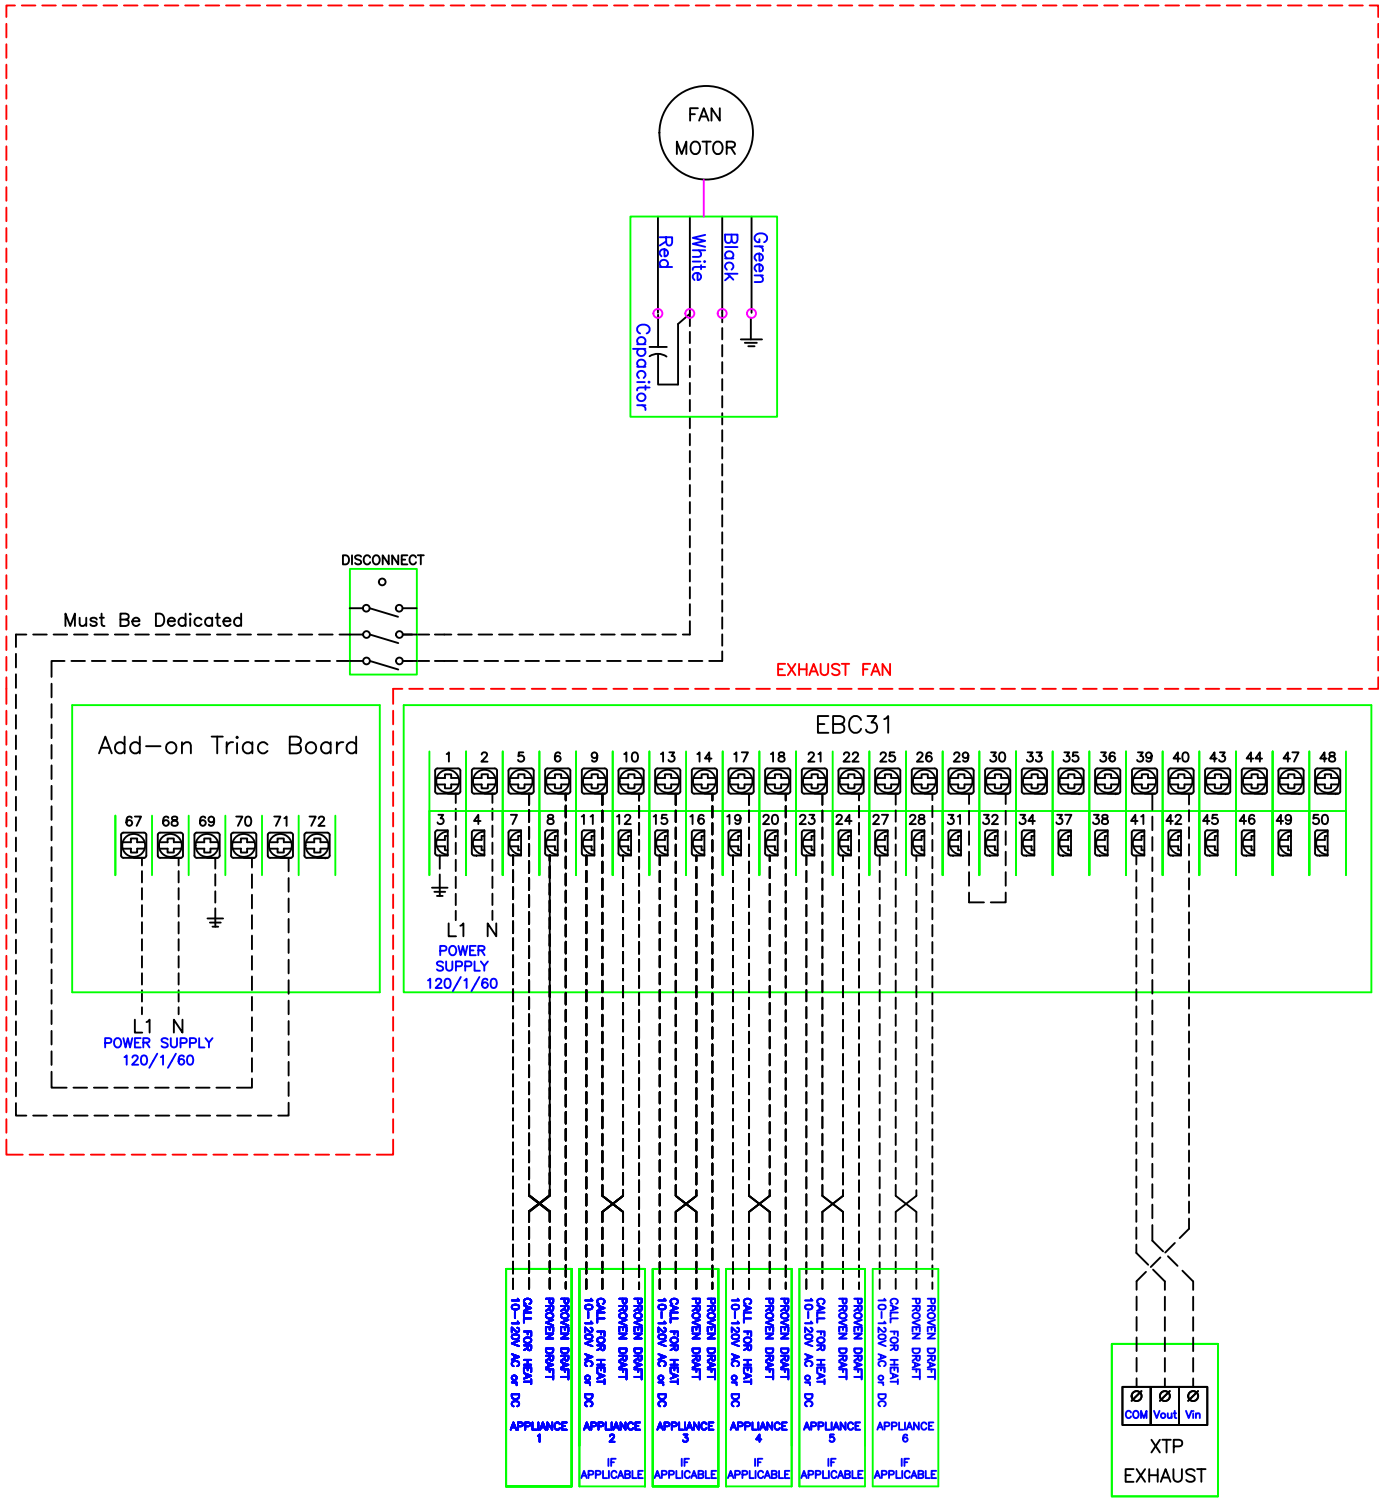 FAN
MOTOR
Red
White
Black
Green
Capacitor
DISCONNECT
Must Be Dedicated
EXHAUST FAN
Add-on Triac Board
67 68 69 70 71 72
L1 N
POWER SUPPLY
120/1/60
EBC31
1 2 5 6 9 10 13 14 17 18 21 22 25 26 29 30 33 35 36 39 40 43 44 47 48
3 4 7 8 11 12 15 16 19 20 23 24 27 28 31 32 34 37 38 41 42 45 46 49 50
L1 N
POWER
SUPPLY
120/1/60
10-120V AC or DC
CALL FOR HEAT
PROVEN DRAFT
PROVEN DRAFT
APPLIANCE
1
10-120V AC or DC
CALL FOR HEAT
PROVEN DRAFT
PROVEN DRAFT
APPLIANCE
2
IF
APPLICABLE
10-120V AC or DC
CALL FOR HEAT
PROVEN DRAFT
PROVEN DRAFT
APPLIANCE
3
IF
APPLICABLE
10-120V AC or DC
CALL FOR HEAT
PROVEN DRAFT
PROVEN DRAFT
APPLIANCE
4
IF
APPLICABLE
10-120V AC or DC
CALL FOR HEAT
PROVEN DRAFT
PROVEN DRAFT
APPLIANCE
5
IF
APPLICABLE
10-120V AC or DC
CALL FOR HEAT
PROVEN DRAFT
PROVEN DRAFT
APPLIANCE
6
IF
APPLICABLE
COM Vout Vin
XTP
EXHAUST